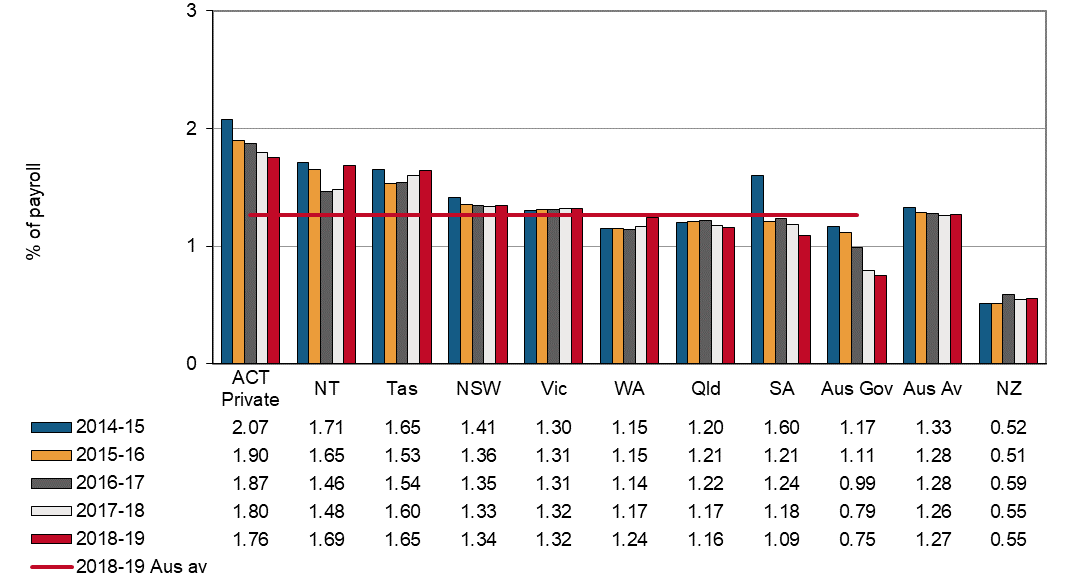 3
2
1
0
% of payroll
ACT Private NT Tas NSW Vic WA Qld SA Aus Gov Aus Av NZ
2014-15 2.07 1.71 1.65 1.41 1.30 1.15 1.20 1.60 1.17 1.33 0.52
2015-16 1.90 1.65 1.53 1.36 1.31 1.15 1.21 1.21 1.11 1.28 0.51
2016-17 1.87 1.46 1.54 1.35 1.31 1.14 1.22 1.24 0.99 1.28 0.59
2017-18 1.80 1.48 1.60 1.33 1.32 1.17 1.17 1.18 0.79 1.26 0.55
2018-19 1.76 1.69 1.65 1.34 1.32 1.24 1.16 1.09 0.75 1.27 0.55
2018-19 Aus av